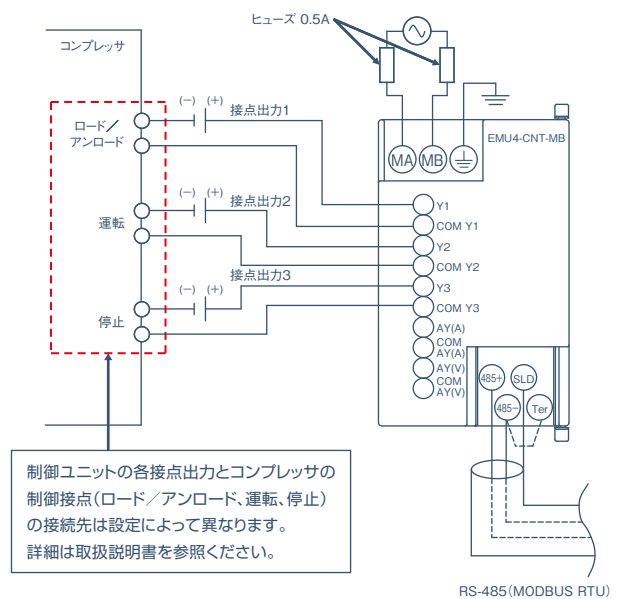 ヒューズ 0.5A
コンプレッサ
(−) (+) 接点出力1
ロード／
アンロード
(−) (+) 接点出力2
運転
(−) (+) 接点出力3
停止
EMU4-CNT-MB
MA MB
Y1
COM Y1
Y2
COM Y2
Y3
COM Y3
AY(A)
COM
AY(A)
AY(V)
COM
AY(V)
485+ SLD
485− Ter
制御ユニットの各接点出力とコンプレッサの
制御接点(ロード／アンロード、運転、停止)
の接続先は設定によって異なります。
詳細は取扱説明書を参照ください。
RS-485(MODBUS RTU)